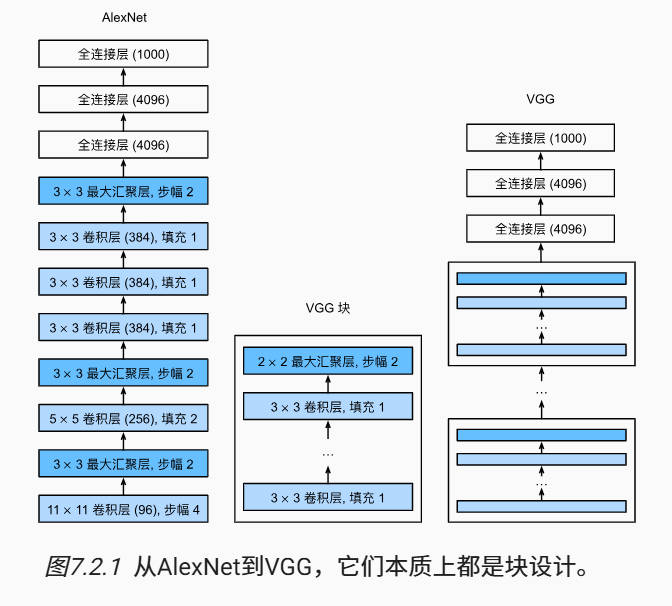 AlexNet
全连接层 (1000)
全连接层 (4096)
全连接层 (4096)
3 × 3 最大汇聚层, 步幅 2
3 × 3 卷积层 (384), 填充 1
3 × 3 卷积层 (384), 填充 1
3 × 3 卷积层 (384), 填充 1
3 × 3 最大汇聚层, 步幅 2
5 × 5 卷积层 (256), 填充 2
3 × 3 最大汇聚层, 步幅 2
11 × 11 卷积层 (96), 步幅 4
VGG 块
2 × 2 最大汇聚层, 步幅 2
3 × 3 卷积层, 填充 1
...
3 × 3 卷积层, 填充 1
VGG
全连接层 (1000)
全连接层 (4096)
全连接层 (4096)
...
...
...
图7.2.1 从AlexNet到VGG，它们本质上都是块设计。